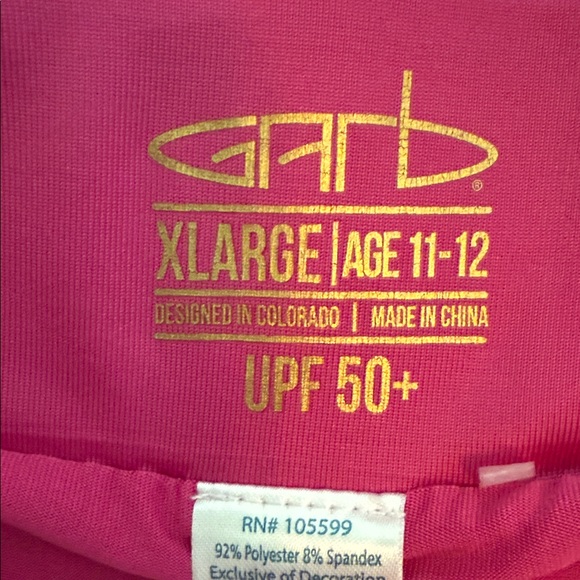 Garb®
XLARGE | AGE 11-12
DESIGNED IN COLORADO | MADE IN CHINA
UPF 50+
RN# 105599
92% Polyester 8% Spandex
Exclusive of Decoration